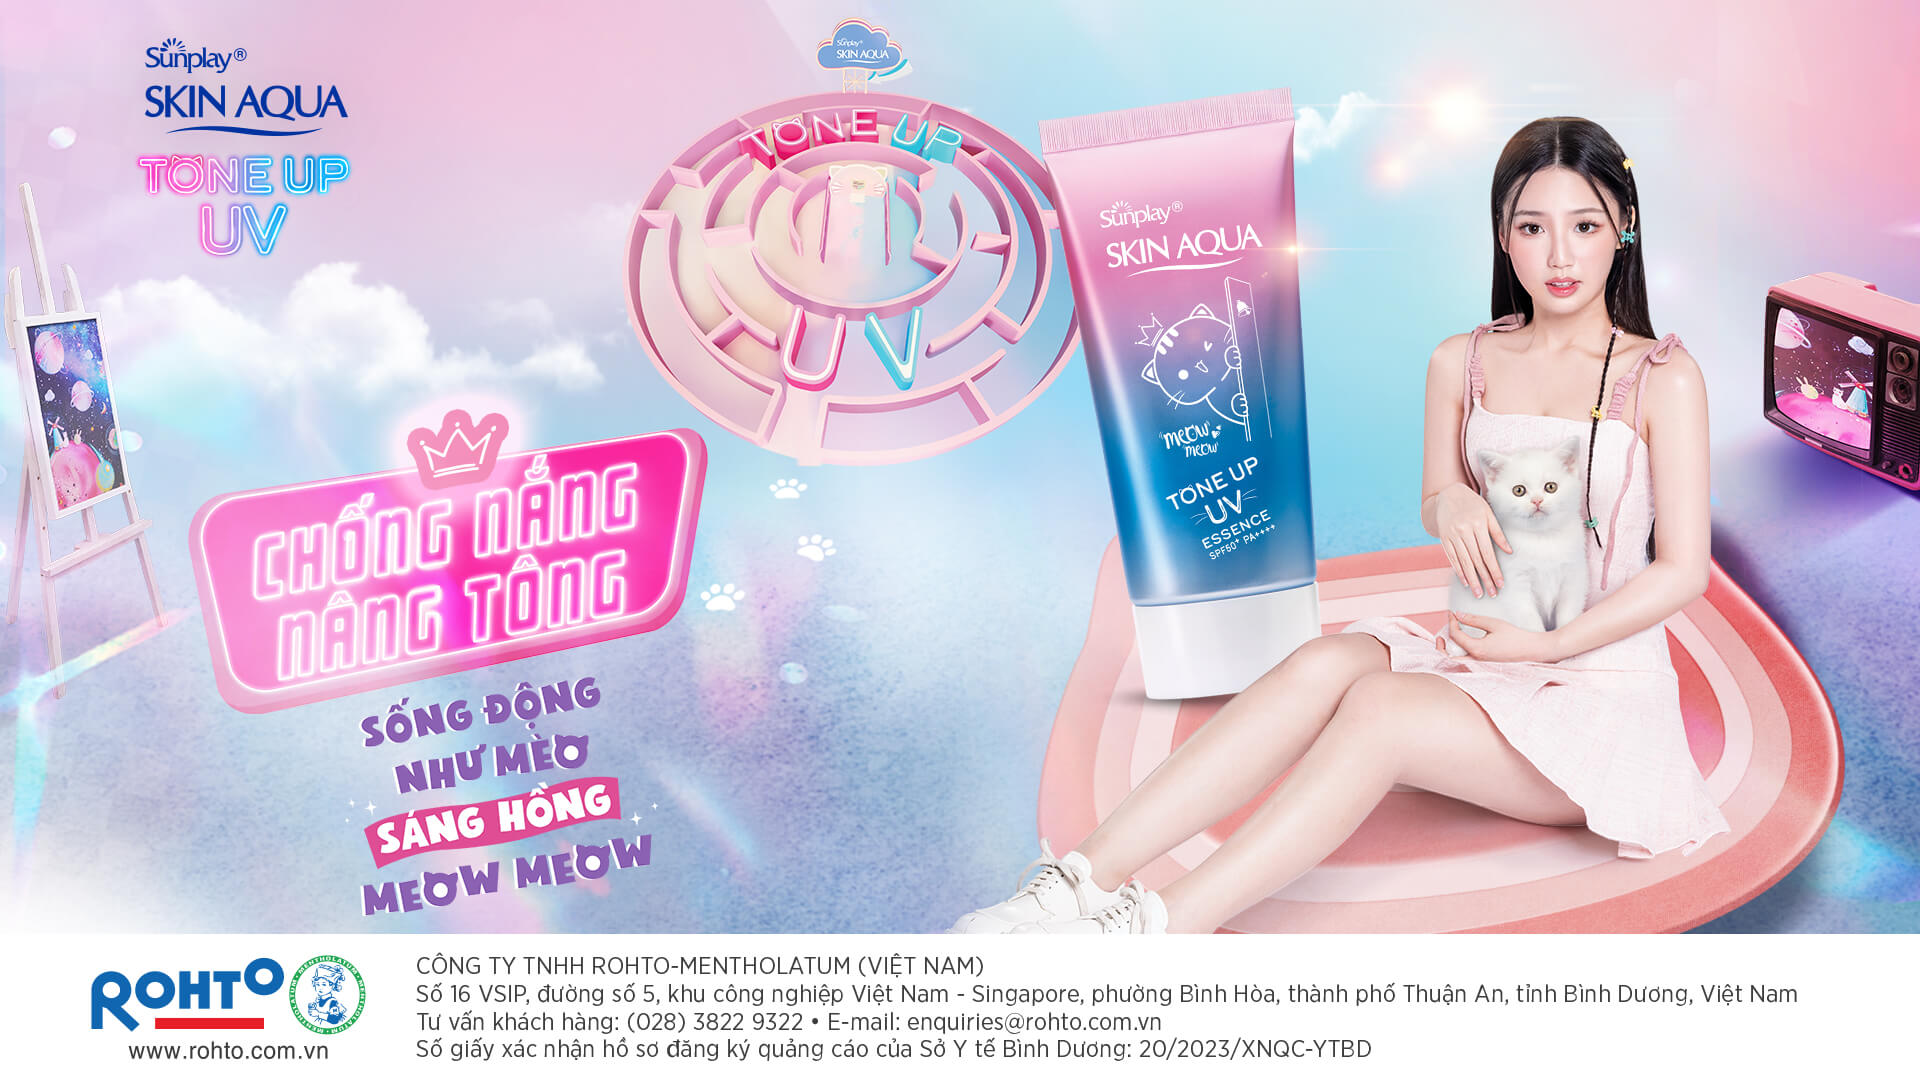 Sunplay®
SKIN AQUA
TONE UP
UV
Sunplay®
SKIN AQUA
TONE UP
UV
Sunplay®
SKIN AQUA
"meow
meow"
TONE UP
UV
ESSENCE
SPF50+ PA++++
CHỐNG NẮNG
NÂNG TÔNG
SỐNG ĐỘNG
NHƯ MÈO
SÁNG HỒNG
MEOW MEOW
ROHTO
MENTHOLATUM MENTHOLATUM
www.rohto.com.vn
CÔNG TY TNHH ROHTO-MENTHOLATUM (VIỆT NAM)
Số 16 VSIP, đường số 5, khu công nghiệp Việt Nam - Singapore, phường Bình Hòa, thành phố Thuận An, tỉnh Bình Dương, Việt Nam
Tư vấn khách hàng: (028) 3822 9322 • E-mail: enquiries@rohto.com.vn
Số giấy xác nhận hồ sơ đăng ký quảng cáo của Sở Y tế Bình Dương: 20/2023/XNQC-YTBD